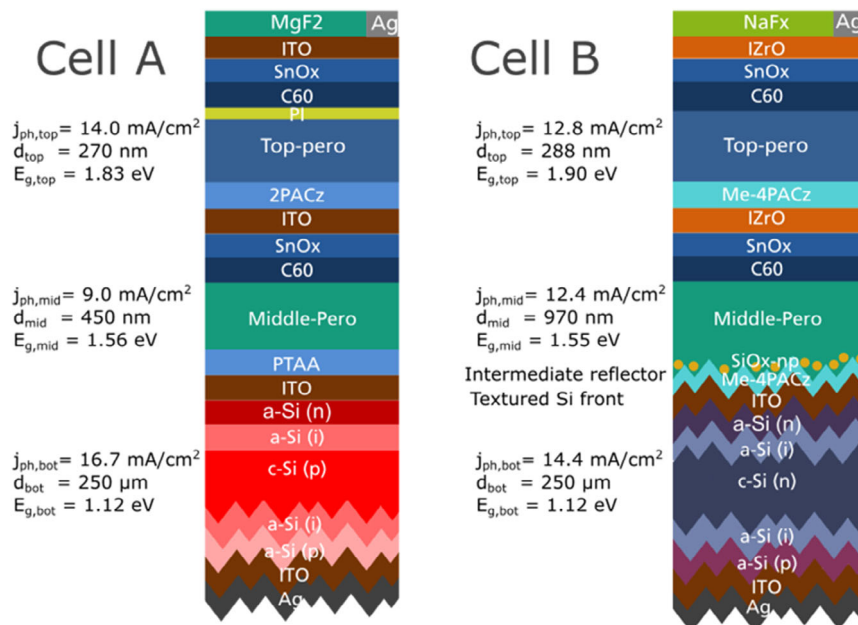 Cell A
MgF2
Ag
ITO
SnOx
C60
PI
Top-pero
2PACz
ITO
SnOx
C60
Middle-Pero
PTAA
ITO
a-Si (n)
a-Si (i)
c-Si (p)
a-Si (i)
a-Si (p)
ITO
Ag
jph,top= 14.0 mA/cm²
dtop = 270 nm
Eg,top = 1.83 eV
jph,mid= 9.0 mA/cm²
dmid = 450 nm
Eg,mid = 1.56 eV
jph,bot = 16.7 mA/cm²
dbot = 250 µm
Eg,bot = 1.12 eV
Cell B
NaFx
Ag
IZrO
SnOx
C60
Top-pero
Me-4PACz
IZrO
SnOx
C60
Middle-Pero
SiOx-np
Me-4PACz
ITO
a-Si (n)
a-Si (i)
c-Si (n)
a-Si (i)
a-Si (p)
ITO
Ag
jph,top= 12.8 mA/cm²
dtop = 288 nm
Eg,top = 1.90 eV
jph,mid= 12.4 mA/cm²
dmid = 970 nm
Eg,mid = 1.55 eV
Intermediate reflector
Textured Si front
jph,bot = 14.4 mA/cm²
dbot = 250 µm
Eg,bot = 1.12 eV